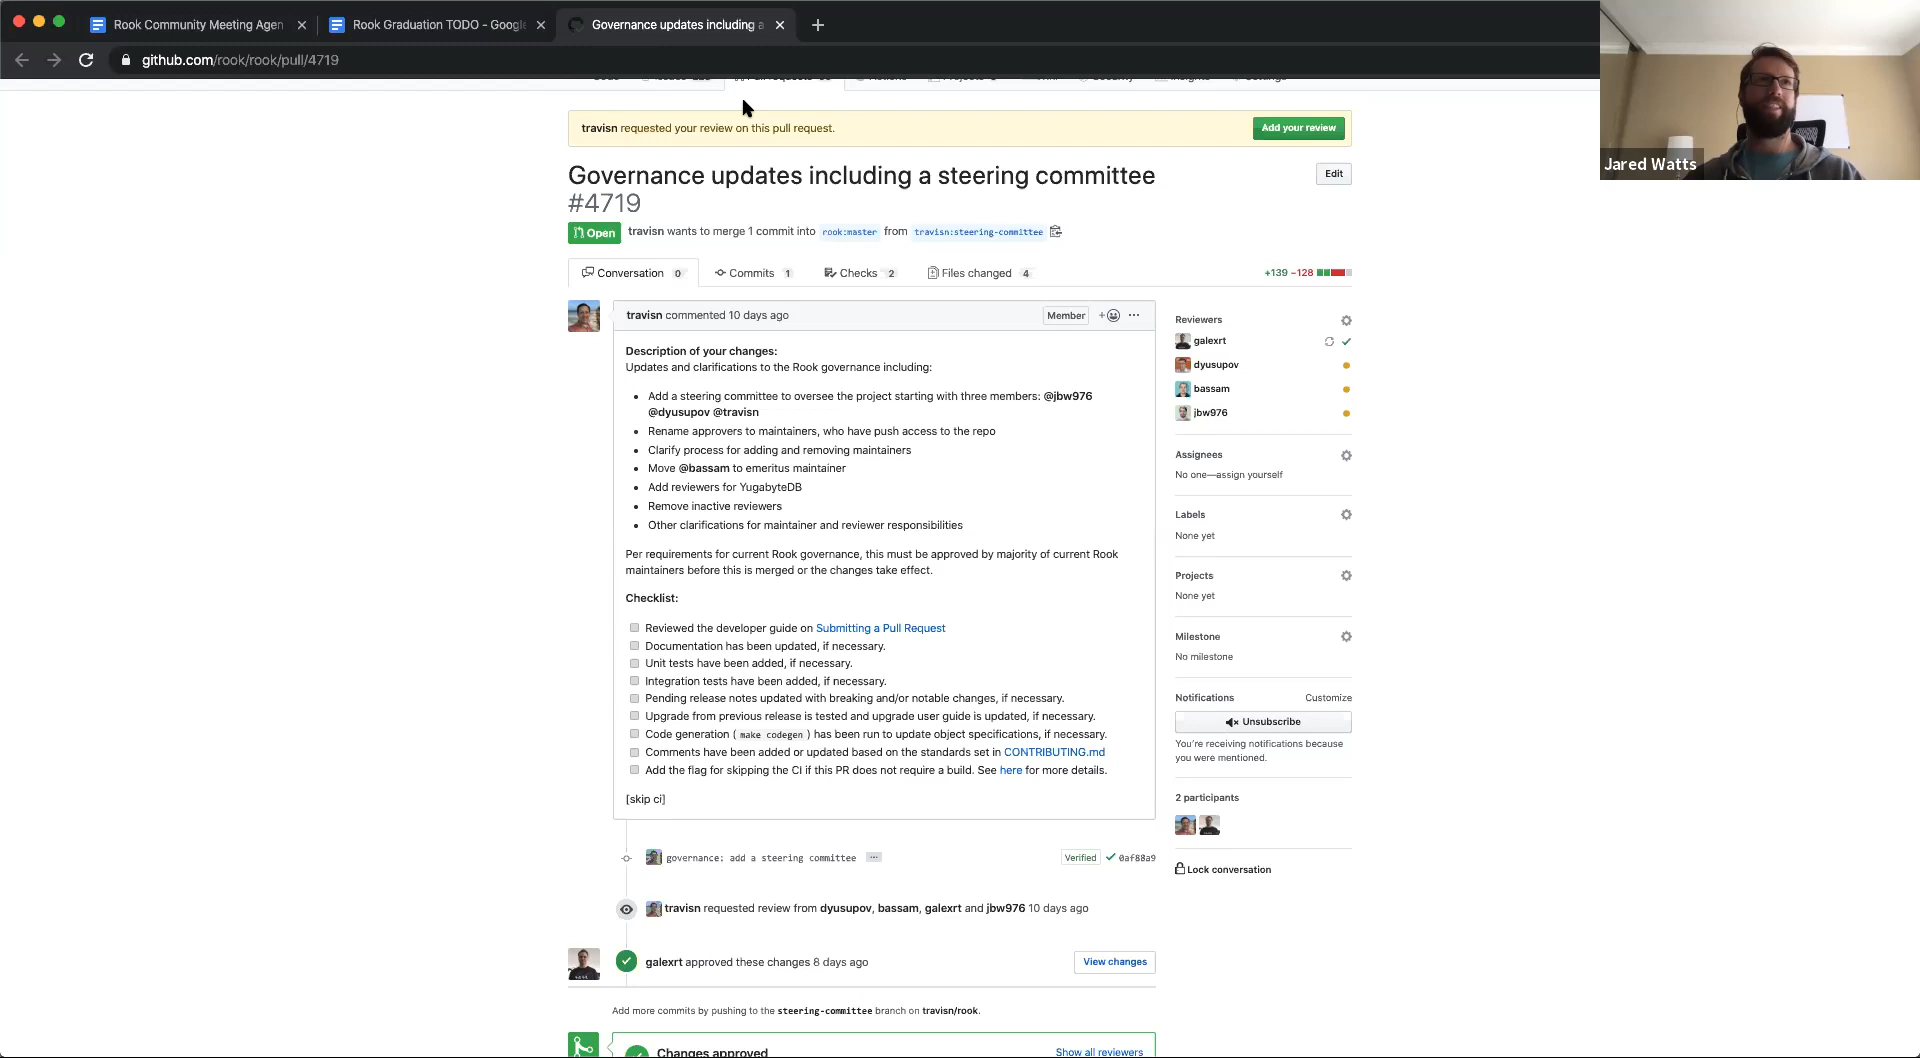 Rook Community Meeting Agen
Rook Graduation TODO - Google
Governance updates including a
github.com/rook/rook/pull/4719
travisn requested your review on this pull request.
Add your review
Jared Watts
Governance updates including a steering committee
#4719
Edit
Open
travisn wants to merge 1 commit into rook:master from travisn:steering-committee
Conversation 0
Commits 1
Checks 2
Files changed 4
+139 −128
travisn commented 10 days ago
Member
Description of your changes:
Updates and clarifications to the Rook governance including:
• Add a steering committee to oversee the project starting with three members: @jbw976
@dyusupov @travisn
• Rename approvers to maintainers, who have push access to the repo
• Clarify process for adding and removing maintainers
• Move @bassam to emeritus maintainer
• Add reviewers for YugabyteDB
• Remove inactive reviewers
• Other clarifications for maintainer and reviewer responsibilities
Per requirements for current Rook governance, this must be approved by majority of current Rook
maintainers before this is merged or the changes take effect.
Checklist:
Reviewed the developer guide on Submitting a Pull Request
Documentation has been updated, if necessary.
Unit tests have been added, if necessary.
Integration tests have been added, if necessary.
Pending release notes updated with breaking and/or notable changes, if necessary.
Upgrade from previous release is tested and upgrade user guide is updated, if necessary.
Code generation ( make codegen ) has been run to update object specifications, if necessary.
Comments have been added or updated based on the standards set in CONTRIBUTING.md
Add the flag for skipping the CI if this PR does not require a build. See here for more details.
[skip ci]
governance: add a steering committee ...
Verified
0af88a9
travisn requested review from dyusupov, bassam, galexrt and jbw976 10 days ago
galexrt approved these changes 8 days ago
View changes
Add more commits by pushing to the steering-committee branch on travisn/rook.
Changes approved
Show all reviewers
Reviewers
galexrt
dyusupov
bassam
jbw976
Assignees
No one—assign yourself
Labels
None yet
Projects
None yet
Milestone
No milestone
Notifications
Customize
Unsubscribe
You're receiving notifications because
you were mentioned.
2 participants
Lock conversation